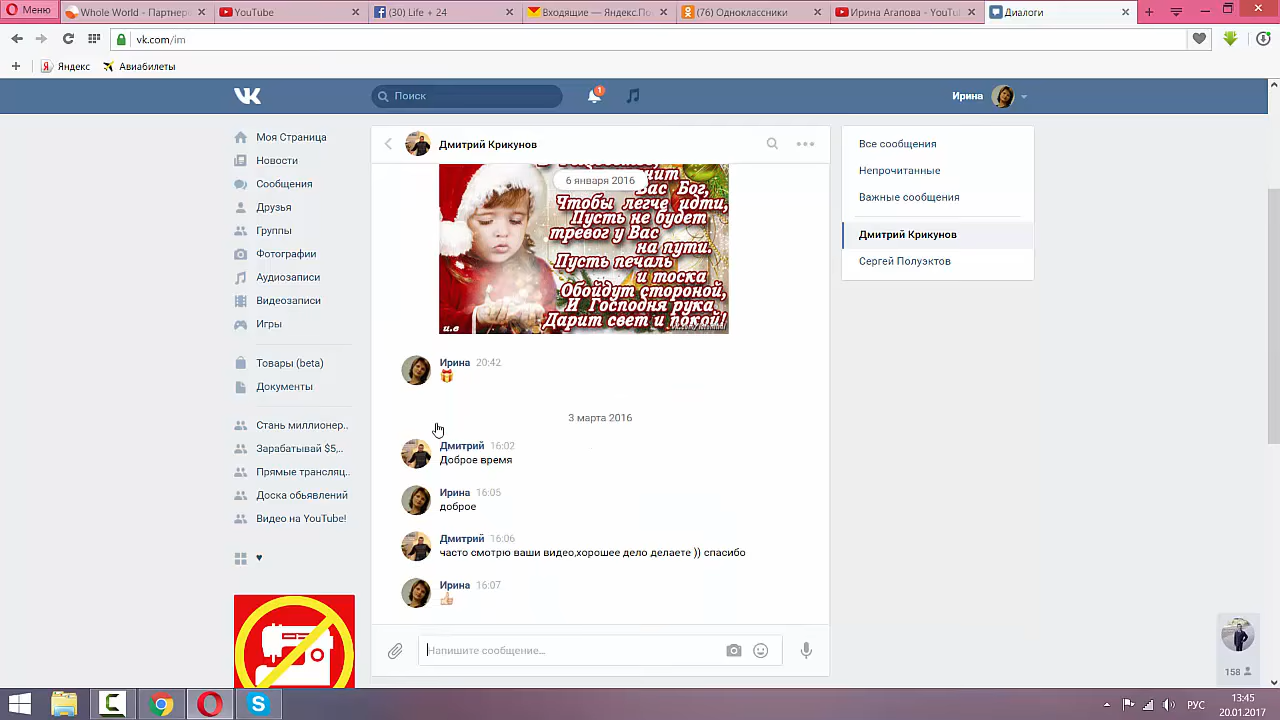 Меню
Whole World - Партнер
YouTube
(30) Life + 24
Входящие — Яндекс.По
(76) Одноклассники
Ирина Агапова - YouTu
Диалоги
vk.com/im
Яндекс
Авиабилеты
Поиск
1
Ирина
Моя Страница
Новости
Сообщения
Друзья
Группы
Фотографии
Аудиозаписи
Видеозаписи
Игры
Товары (beta)
Документы
Стань миллионер..
Зарабатывай $5,..
Прямые трансляц..
Доска обьявлений
Видео на YouTube!
Дмитрий Крикунов
6 января 2016
Вас Бог,
Чтобы легче идти,
Пусть не будет
тревог у Вас
на пути.
Пусть печаль
и тоска
Обойдут стороной,
И Господня рука
Дарит свет и покой!
и.в
Ирина 20:42
3 марта 2016
Дмитрий 16:02
Доброе время
Ирина 16:05
доброе
Дмитрий 16:06
часто смотрю ваши видео,хорошее дело делаете )) спасибо
Ирина 16:07
Напишите сообщение...
Все сообщения
Непрочитанные
Важные сообщения
Дмитрий Крикунов
Сергей Полуэктов
158
РУС
13:45
20.01.2017